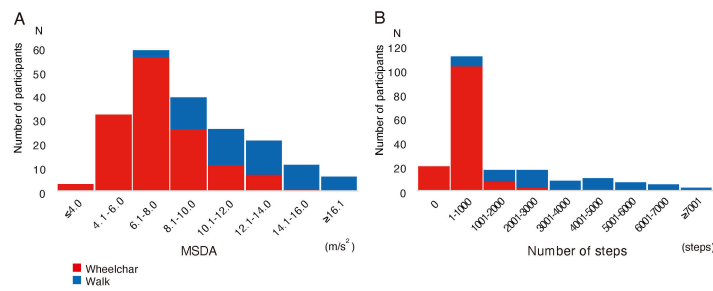 A
N
Number of participants
60
50
40
30
20
10
0
≤4.0
4.1-6.0
6.1-8.0
8.1-10.0
10.1-12.0
12.1-14.0
14.1-16.0
≥16.1
MSDA
(m/s²)
Wheelchar
Walk
B
N
Number of participants
120
100
80
60
40
20
0
0
1-1000
1001-2000
2001-3000
3001-4000
4001-5000
5001-6000
6001-7000
≥7001
Number of steps
(steps)